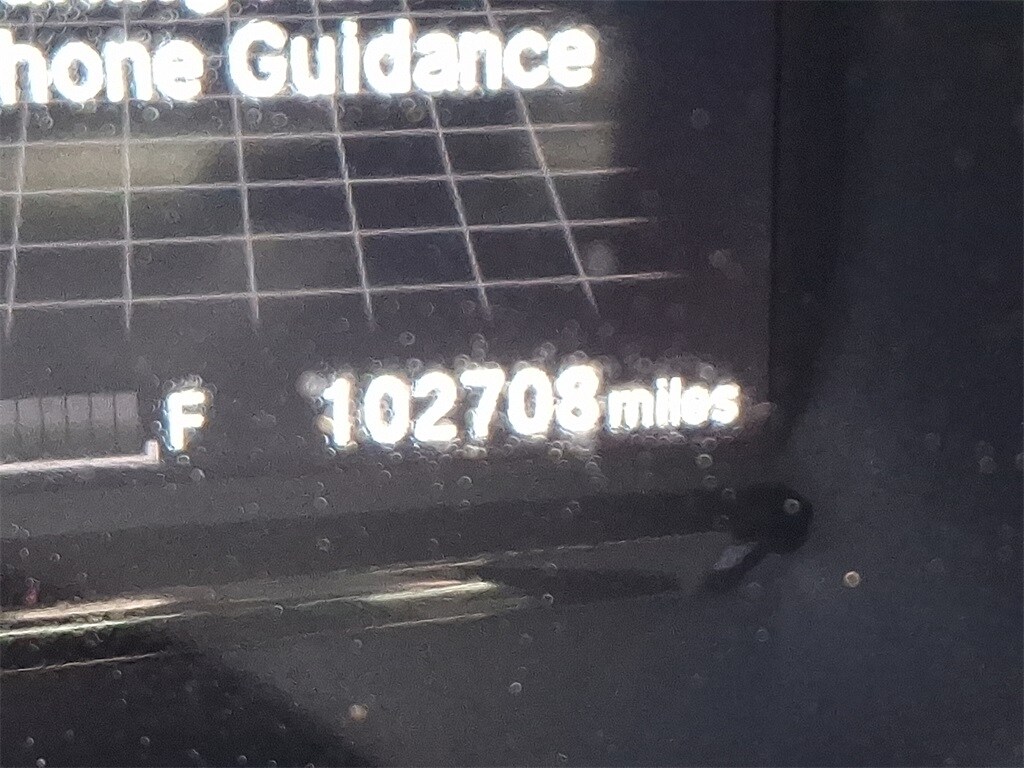 hone Guidance
F 102708 miles